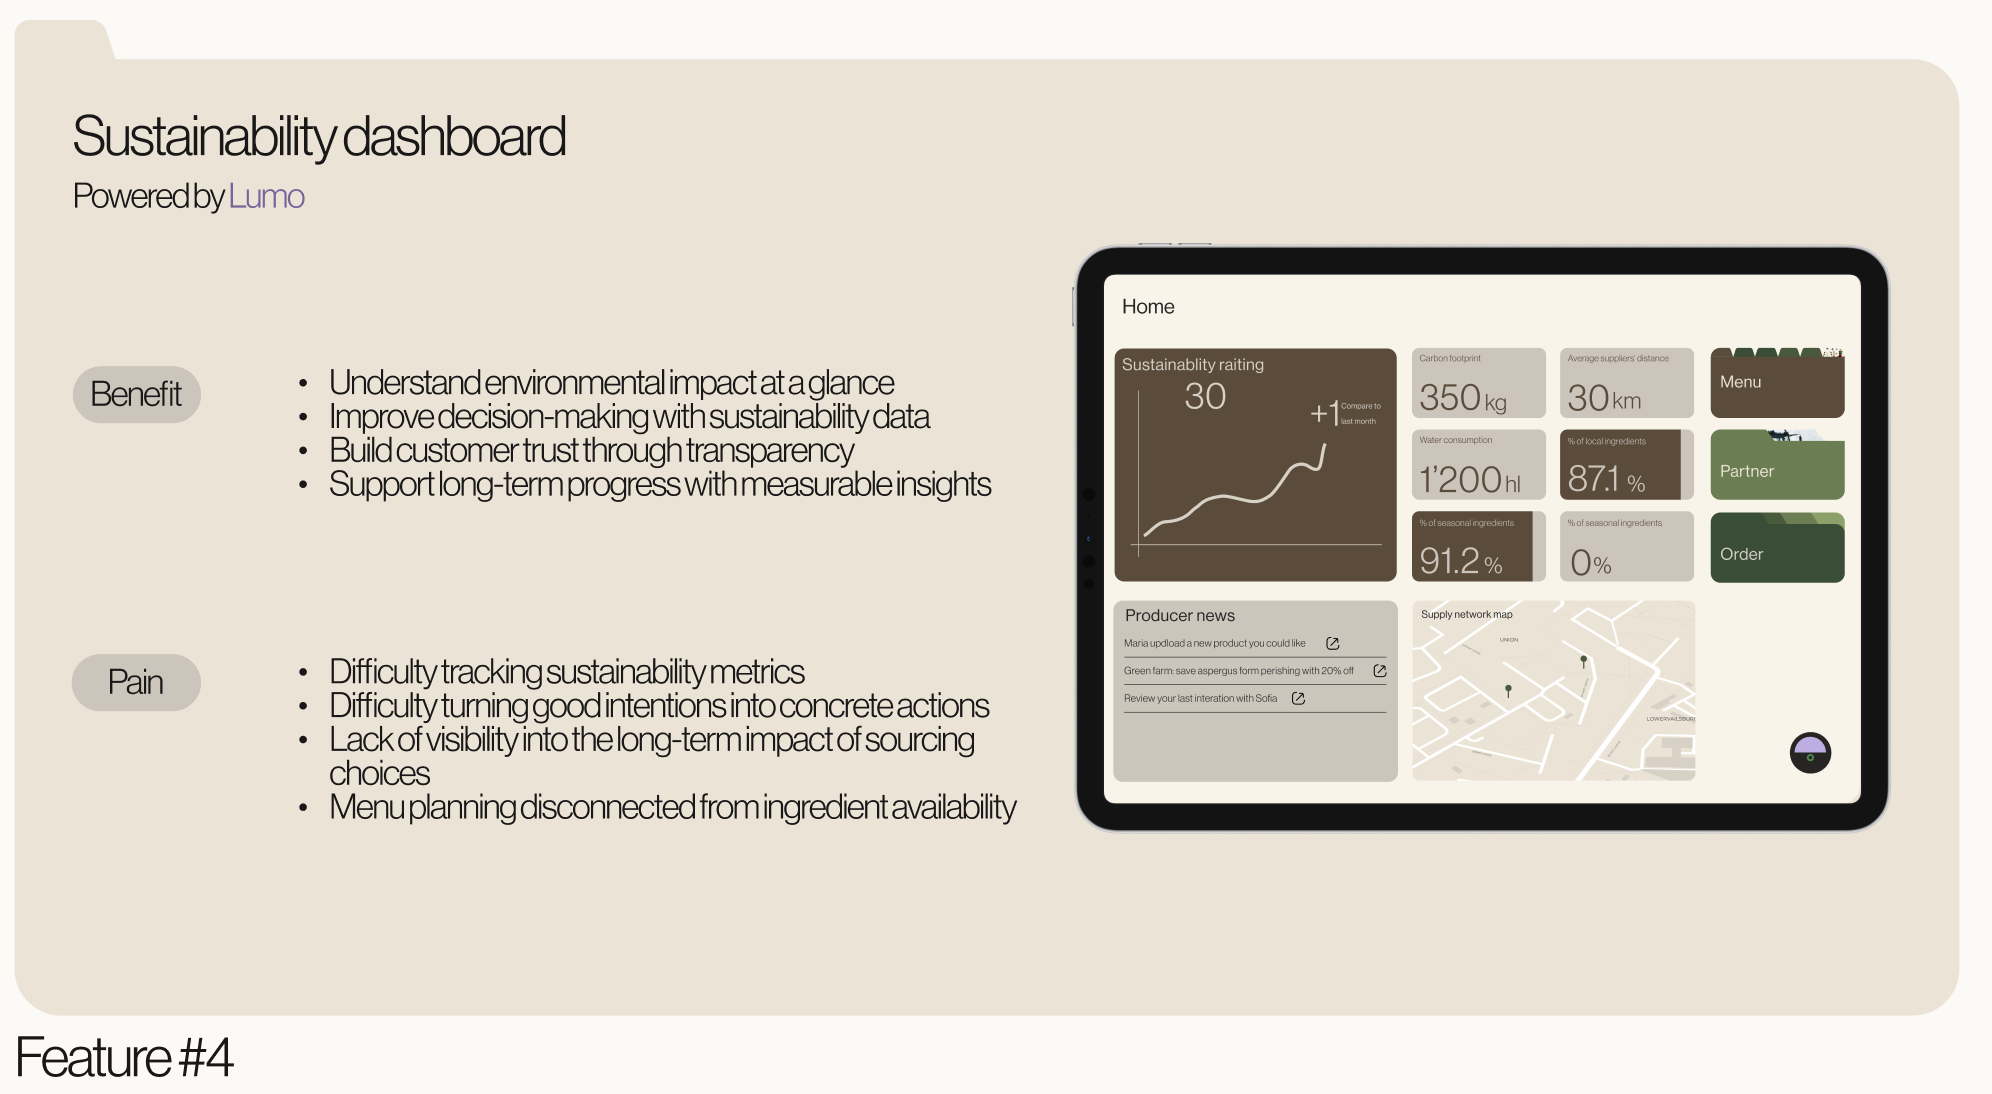 Sustainability dashboard
Powered by Lumo
Benefit
• Understand environmental impact at a glance
• Improve decision-making with sustainability data
• Build customer trust through transparency
• Support long-term progress with measurable insights
Pain
• Difficulty tracking sustainability metrics
• Difficulty turning good intentions into concrete actions
• Lack of visibility into the long-term impact of sourcing
choices
• Menu planning disconnected from ingredient availability
Home
Sustainablity raiting
30
+1 Compare to
last month
Carbon footprint
350 kg
Average suppliers' distance
30 km
Menu
Water consumption
1'200 hl
% of local ingredients
87.1 %
Partner
% of seasonal ingredients
91.2 %
% of seasonal ingredients
0%
Order
Producer news
Maria updload a new product you could like
Green farm: save aspergus form perishing with 20% off
Review your last interation with Sofia
Supply network map
UNION
LOWERVAILSBURG
Feature #4